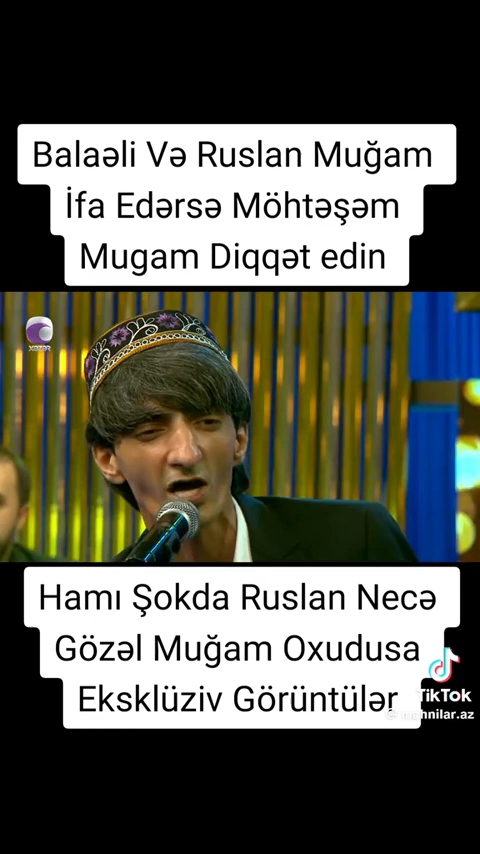 Balaəli Və Ruslan Muğam
İfa Edərsə Möhtəşəm
Mugam Diqqət edin
XƏZƏR
Hamı Şokda Ruslan Necə
Gözəl Muğam Oxudusa
Eksklüziv Görüntülər
TikTok